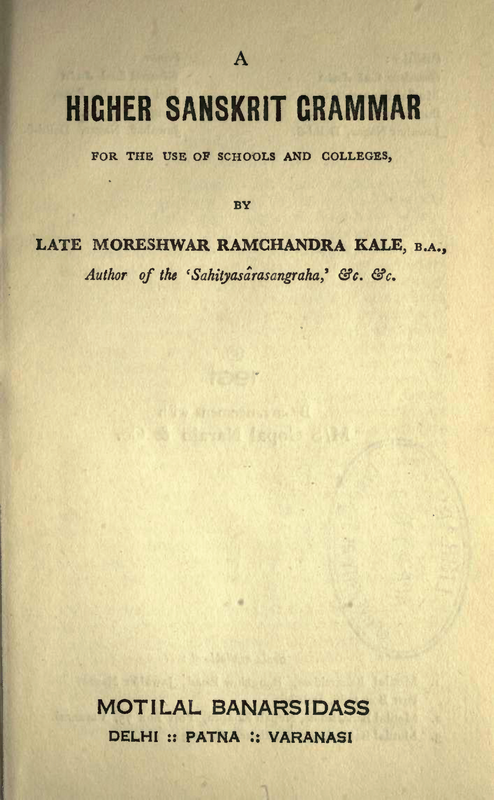 A
HIGHER SANSKRIT GRAMMAR
FOR THE USE OF SCHOOLS AND COLLEGES,
BY
LATE MORESHWAR RAMCHANDRA KALE, B.A.,
Author of the ‘Sahityasârasangraha,’ &c. &c.
MOTILAL BANARSIDASS
DELHI :: PATNA :: VARANASI